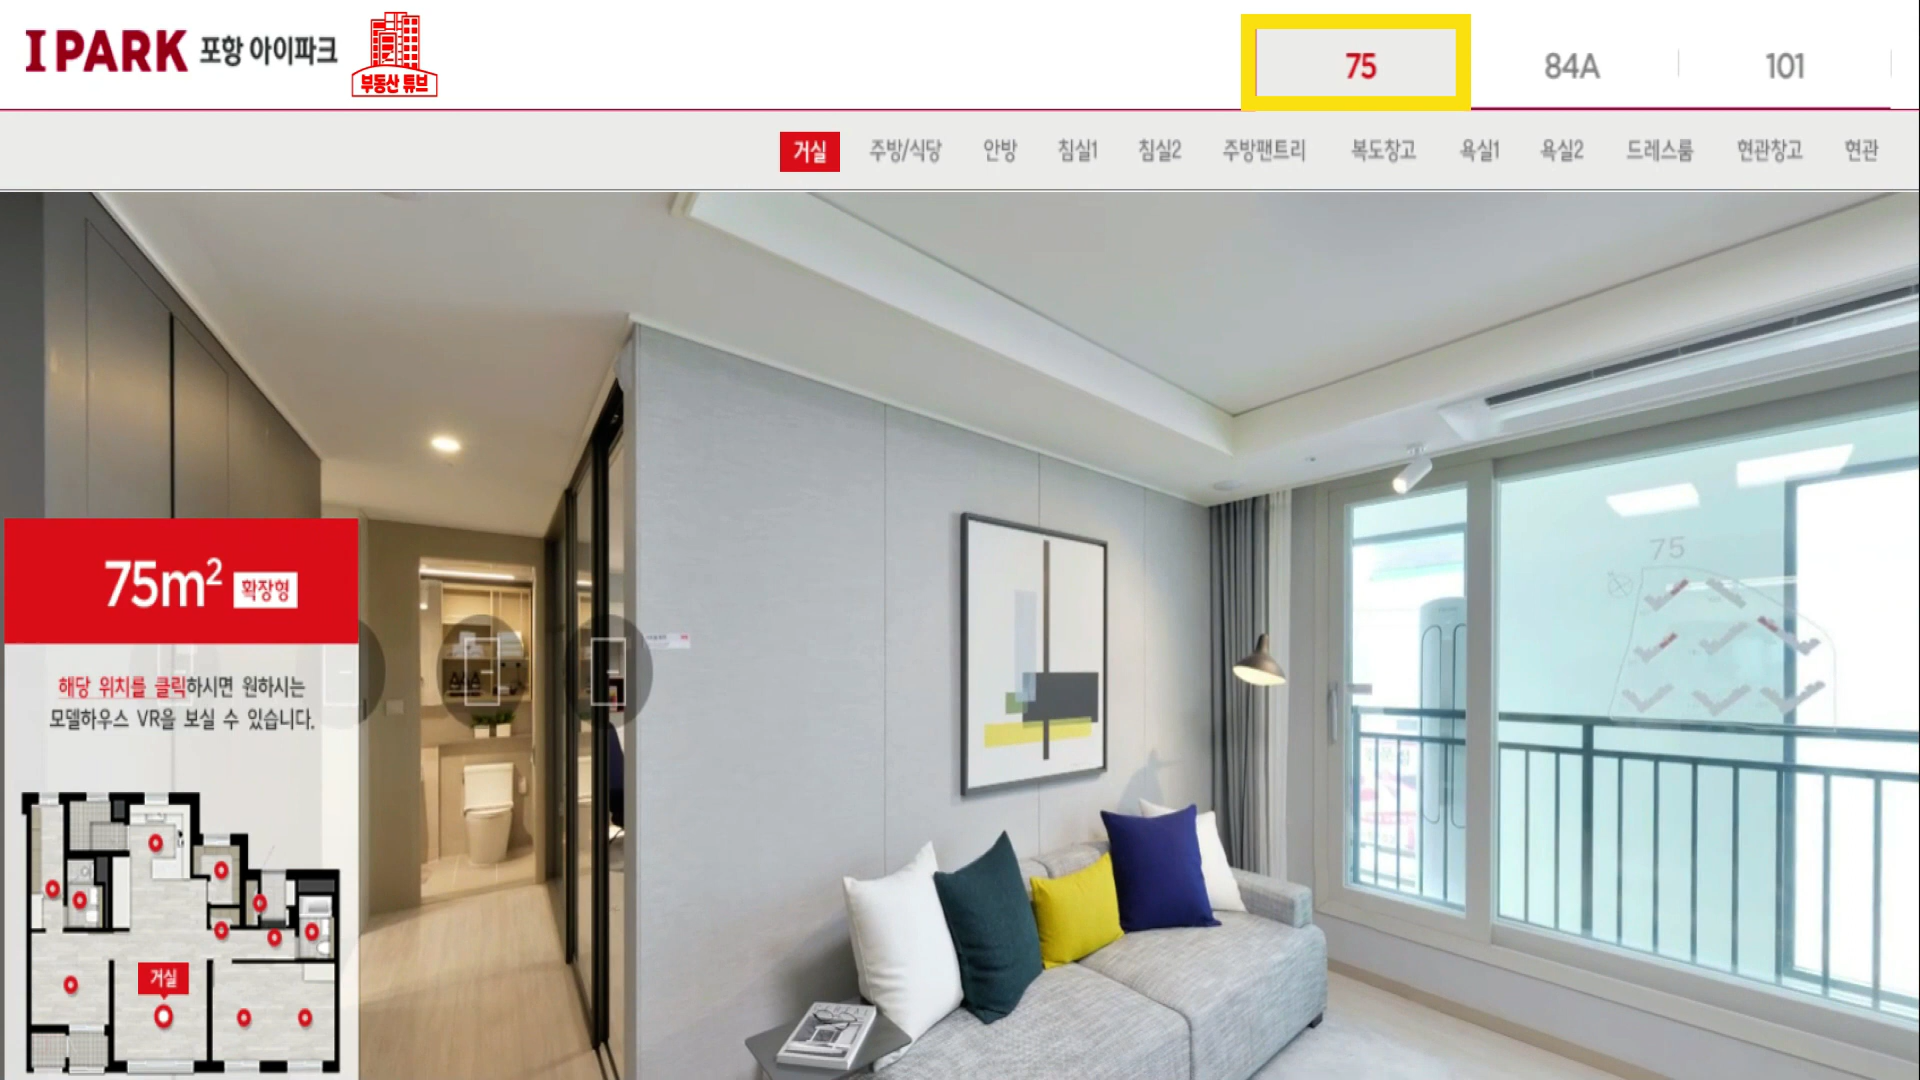 I PARK 포항 아이파크
부동산 튜브
75 84A 101
거실 주방/식당 안방 침실1 침실2 주방팬트리 복도창고 욕실1 욕실2 드레스룸 현관창고 현관
75m² 확장형
해당 위치를 클릭하시면 원하시는
모델하우스 VR을 보실 수 있습니다.
거실
75